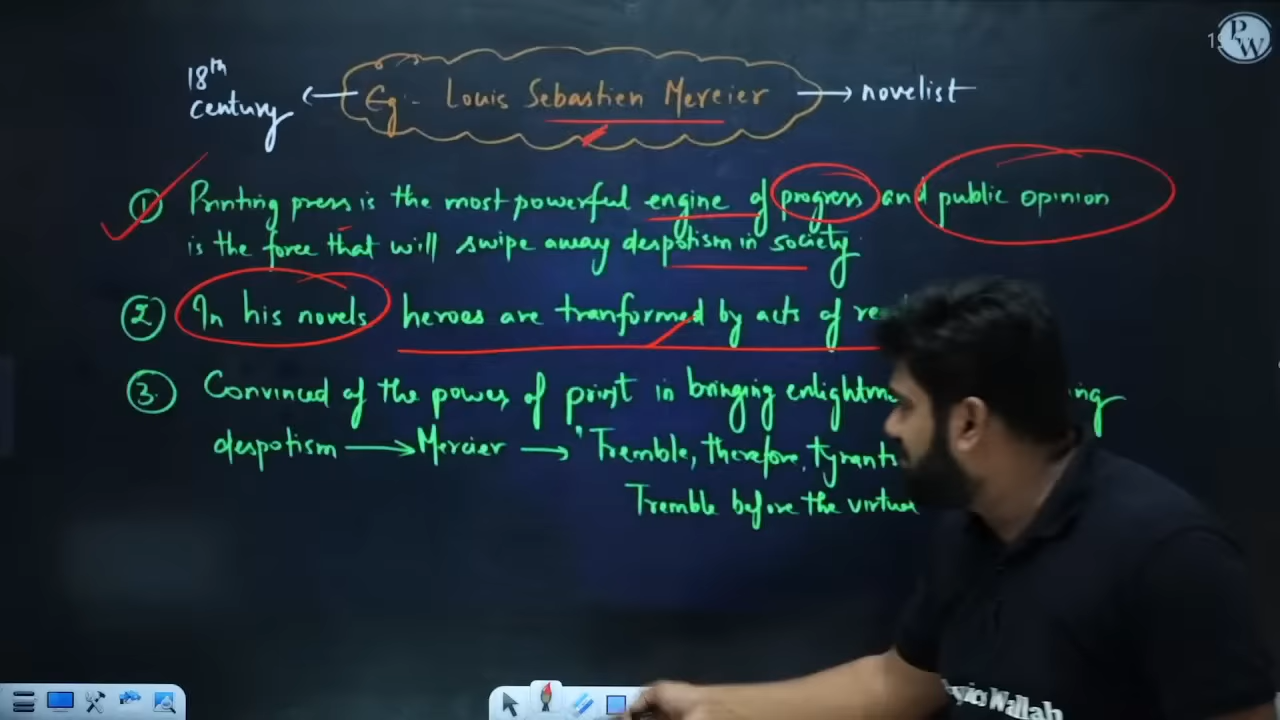 18th century
Eg:- Louis Sebastien Mercier
novelist
① Printing press is the most powerful engine of progress and public opinion
is the force that will swipe away despotism in society
② In his novels heroes are tranformed by acts of
③ Convinced of the power of print in bringing
despotism → Mercier → "Tremble, therefore, tyrants
Tremble before the
PW
Wallah